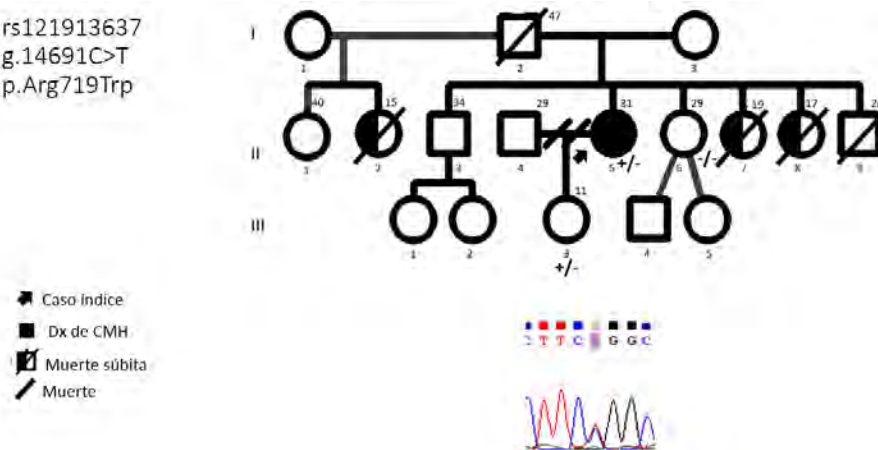 rs121913637
g.14691C>T
p.Arg719Trp
I
47
1
2
3
40
15
34
29
31
29
19
17
II
1
2
3
4
5 +/-
6 -/-
7
8
9
11
III
1
2
3
4
5
+/-
Caso índice
Dx de CMH
Muerte súbita
Muerte
T T C G G C